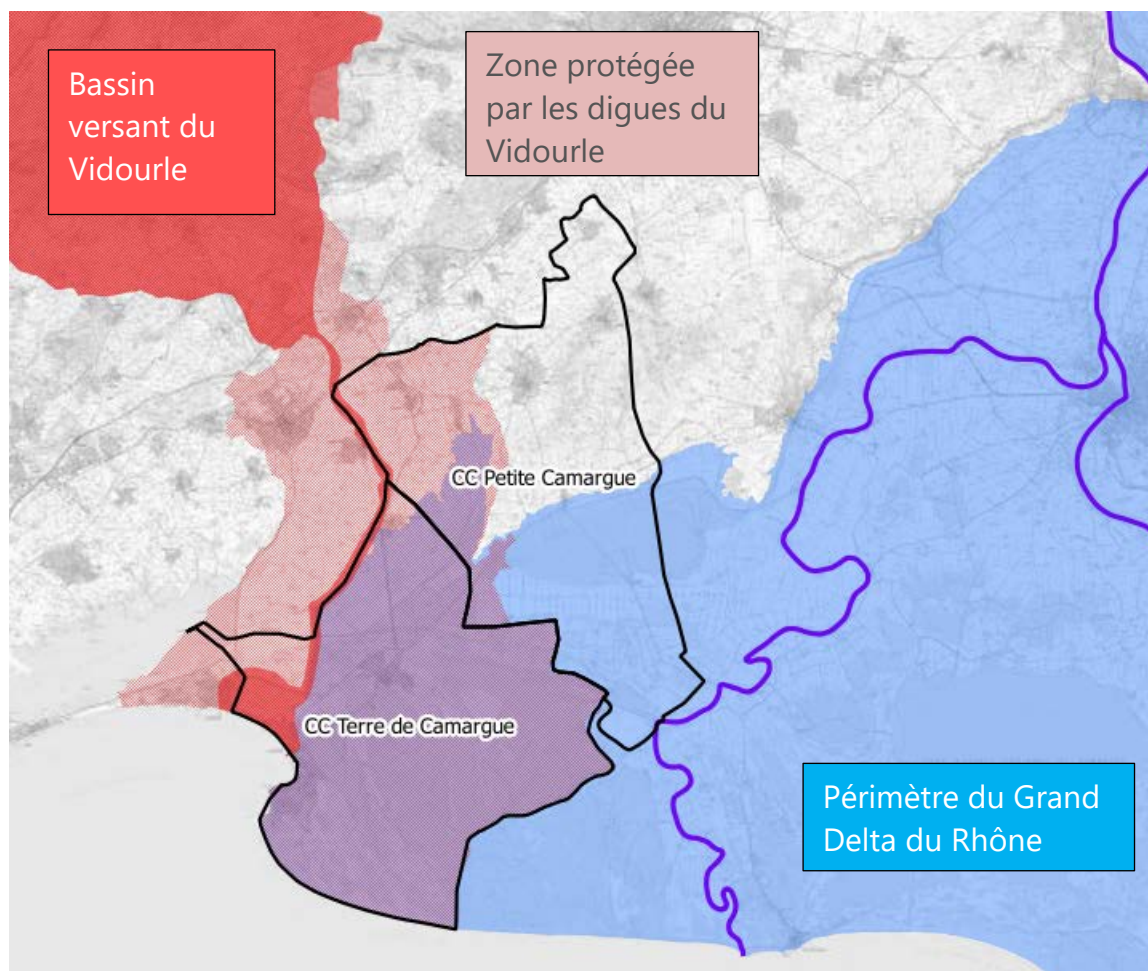 Bassin
versant du
Vidourle
Zone protégée
par les digues du
Vidourle
CC Petite Camargue
CC Terre de Camargue
Périmètre du Grand
Delta du Rhône